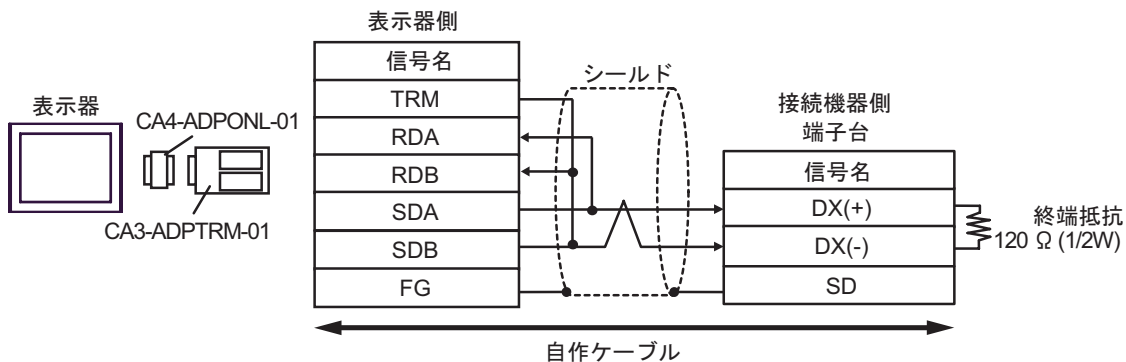 表示器側
信号名
TRM
RDA
RDB
SDA
SDB
FG
表示器
CA4-ADPONL-01
CA3-ADPTRM-01
シールド
接続機器側
端子台
信号名
DX(+)
DX(-)
SD
終端抵抗
120 Ω (1/2W)
自作ケーブル